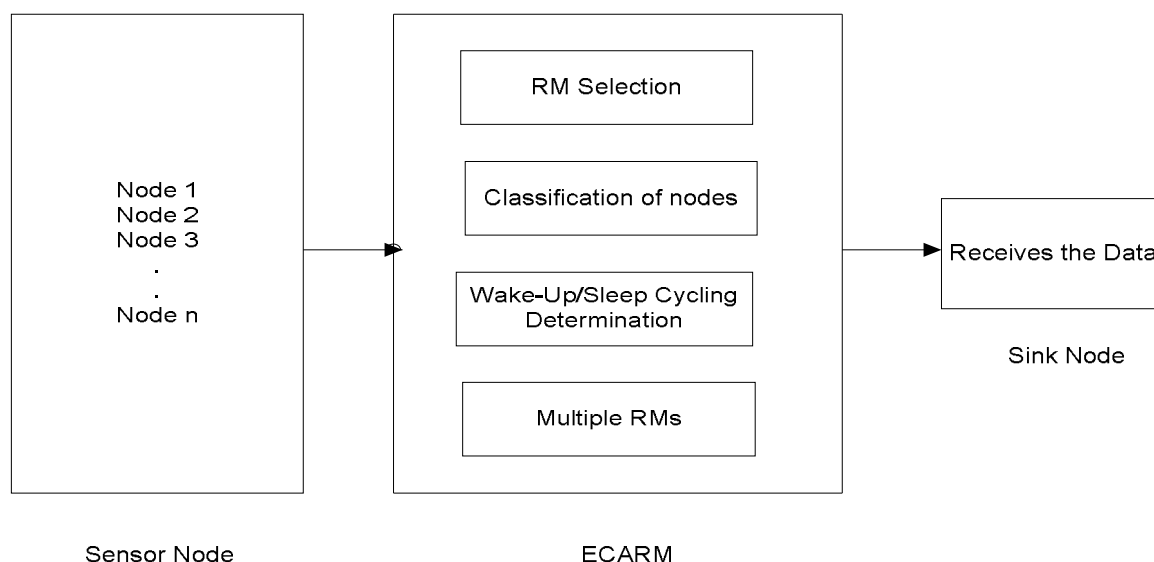 Node 1
Node 2
Node 3
.
.
Node n
Sensor Node
RM Selection
Classification of nodes
Wake-Up/Sleep Cycling
Determination
Multiple RMs
ECARM
Receives the Data
Sink Node